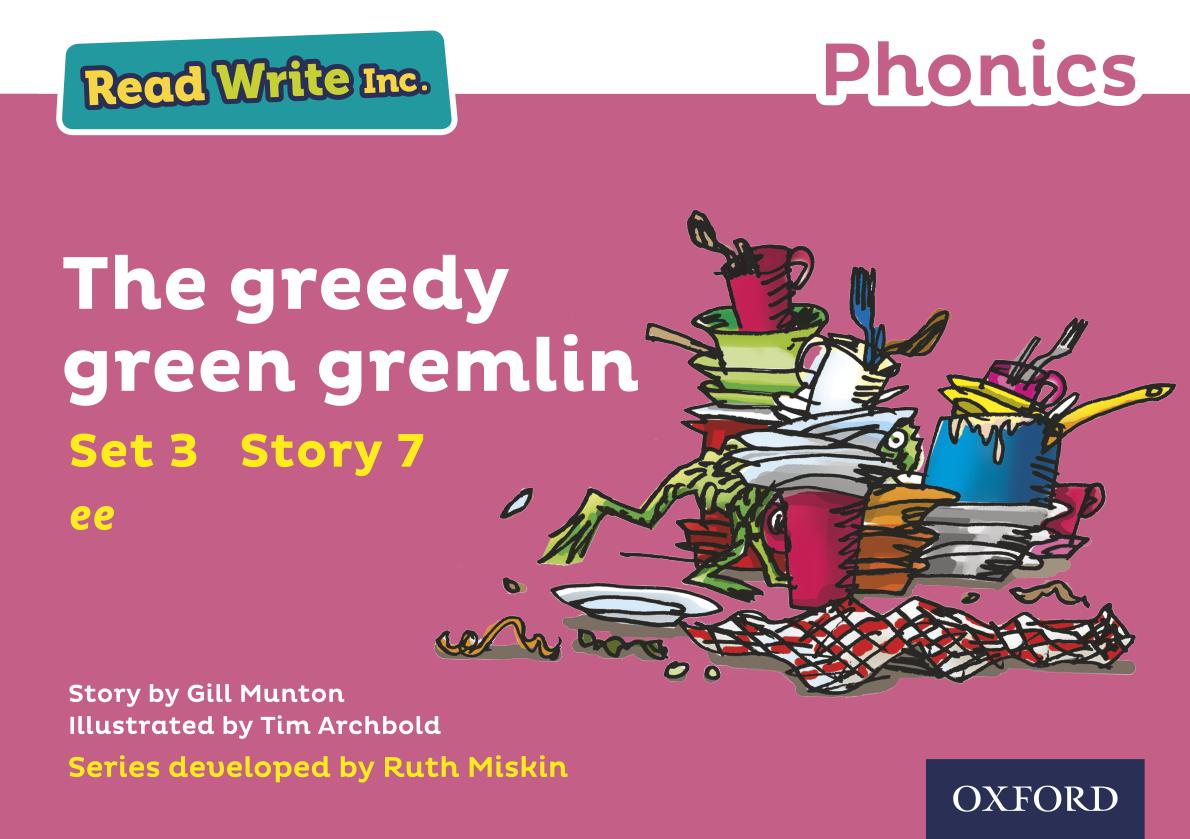 Read Write Inc.
Phonics
The greedy
green gremlin
Set 3 Story 7
ee
Story by Gill Munton
Illustrated by Tim Archbold
Series developed by Ruth Miskin
OXFORD